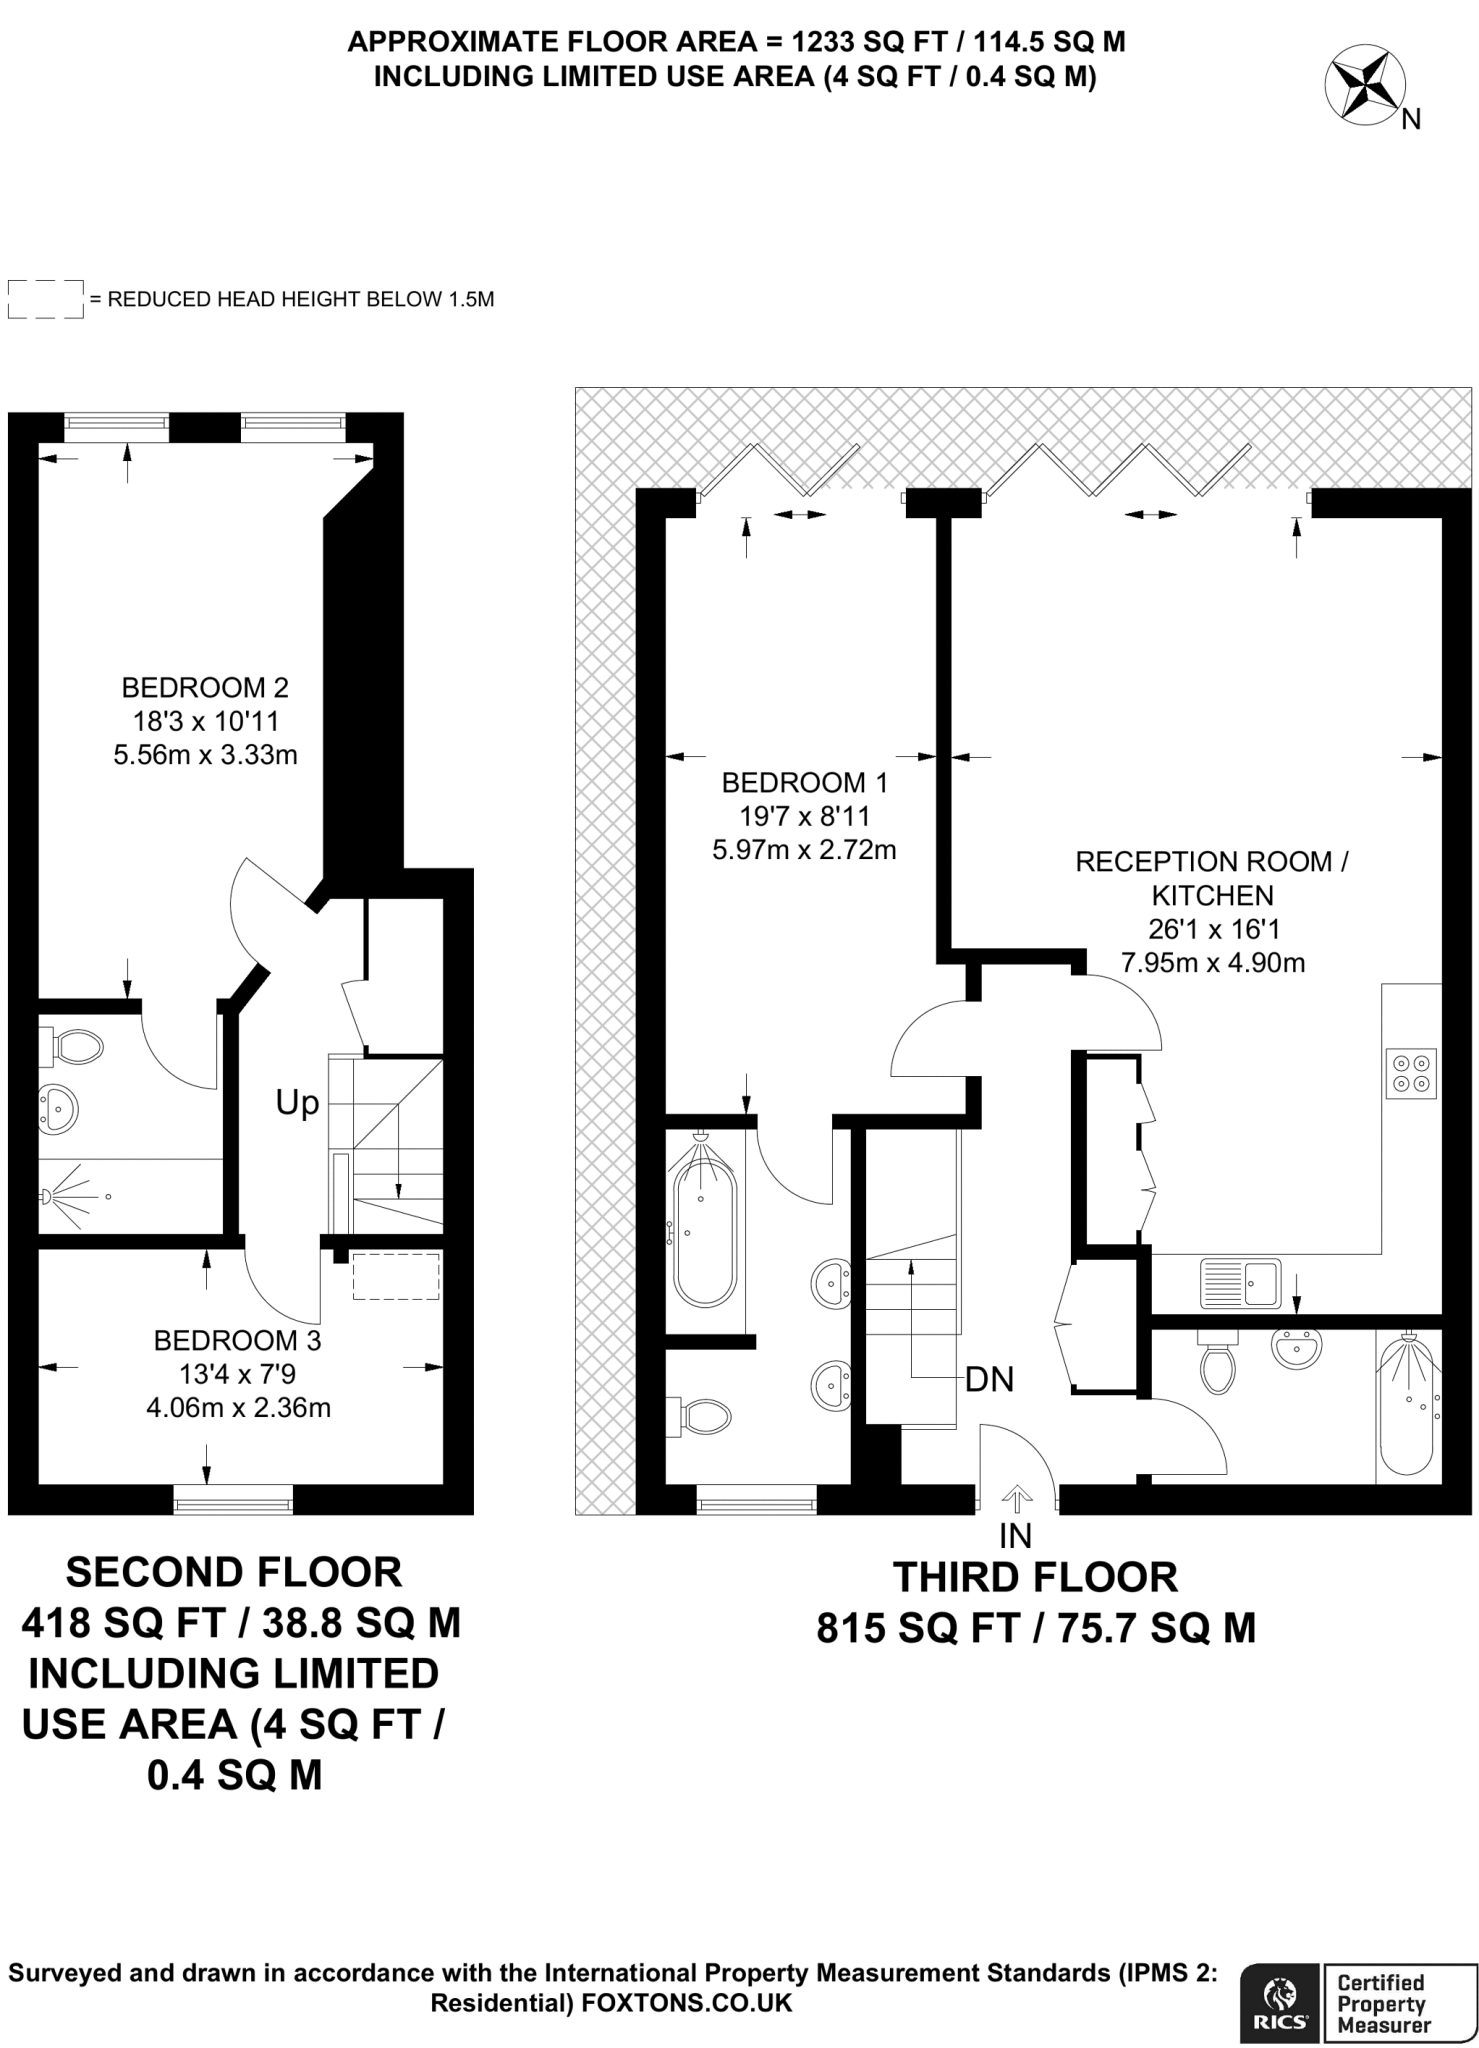 APPROXIMATE FLOOR AREA = 1233 SQ FT / 114.5 SQ M
INCLUDING LIMITED USE AREA (4 SQ FT / 0.4 SQ M)
N
= REDUCED HEAD HEIGHT BELOW 1.5M
BEDROOM 2
18'3 x 10'11
5.56m x 3.33m
Up
BEDROOM 3
13'4 x 7'9
4.06m x 2.36m
SECOND FLOOR
418 SQ FT / 38.8 SQ M
INCLUDING LIMITED
USE AREA (4 SQ FT /
0.4 SQ M
BEDROOM 1
19'7 x 8'11
5.97m x 2.72m
RECEPTION ROOM /
KITCHEN
26'1 x 16'1
7.95m x 4.90m
DN
IN
THIRD FLOOR
815 SQ FT / 75.7 SQ M
Surveyed and drawn in accordance with the International Property Measurement Standards (IPMS 2:
Residential) FOXTONS.CO.UK
RICS
Certified
Property
Measurer